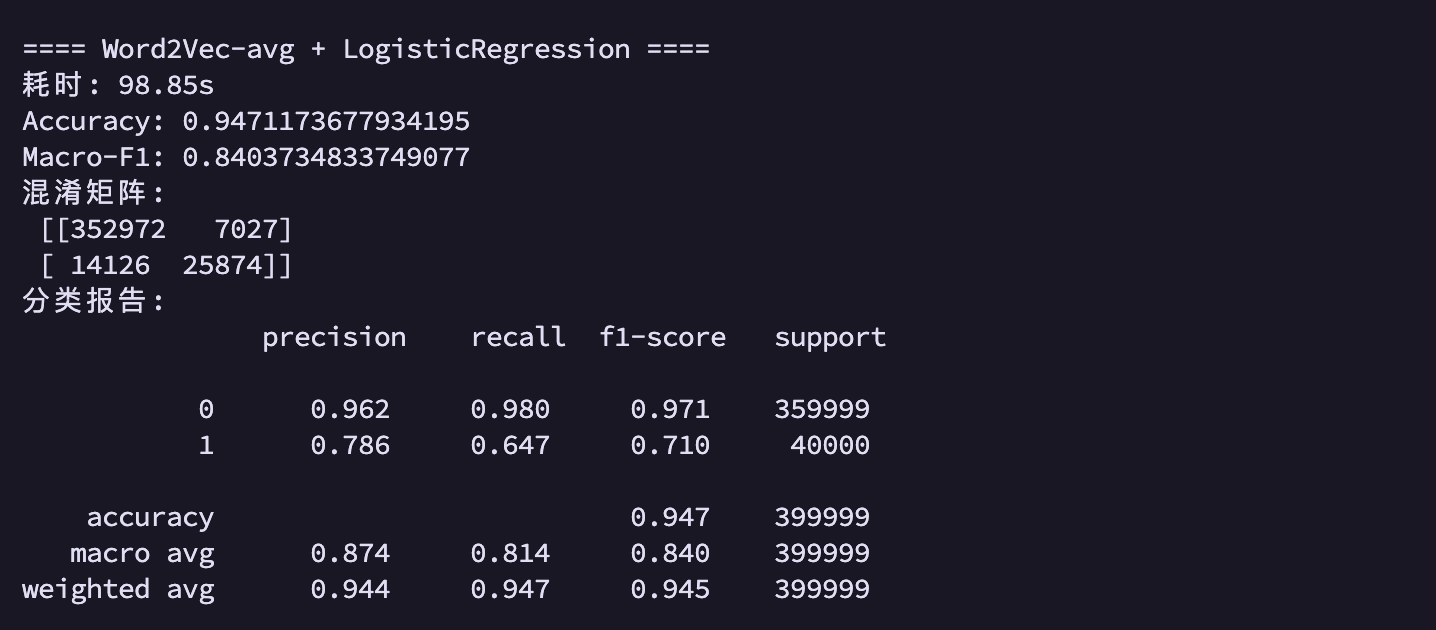 ==== Word2Vec-avg + LogisticRegression ====
耗时: 98.85s
Accuracy: 0.9471173677934195
Macro-F1: 0.8403734833749077
混淆矩阵:
[[352972 7027]
[ 14126 25874]]
分类报告:
precision recall f1-score support
0 0.962 0.980 0.971 359999
1 0.786 0.647 0.710 40000
accuracy 0.947 399999
macro avg 0.874 0.814 0.840 399999
weighted avg 0.944 0.947 0.945 399999